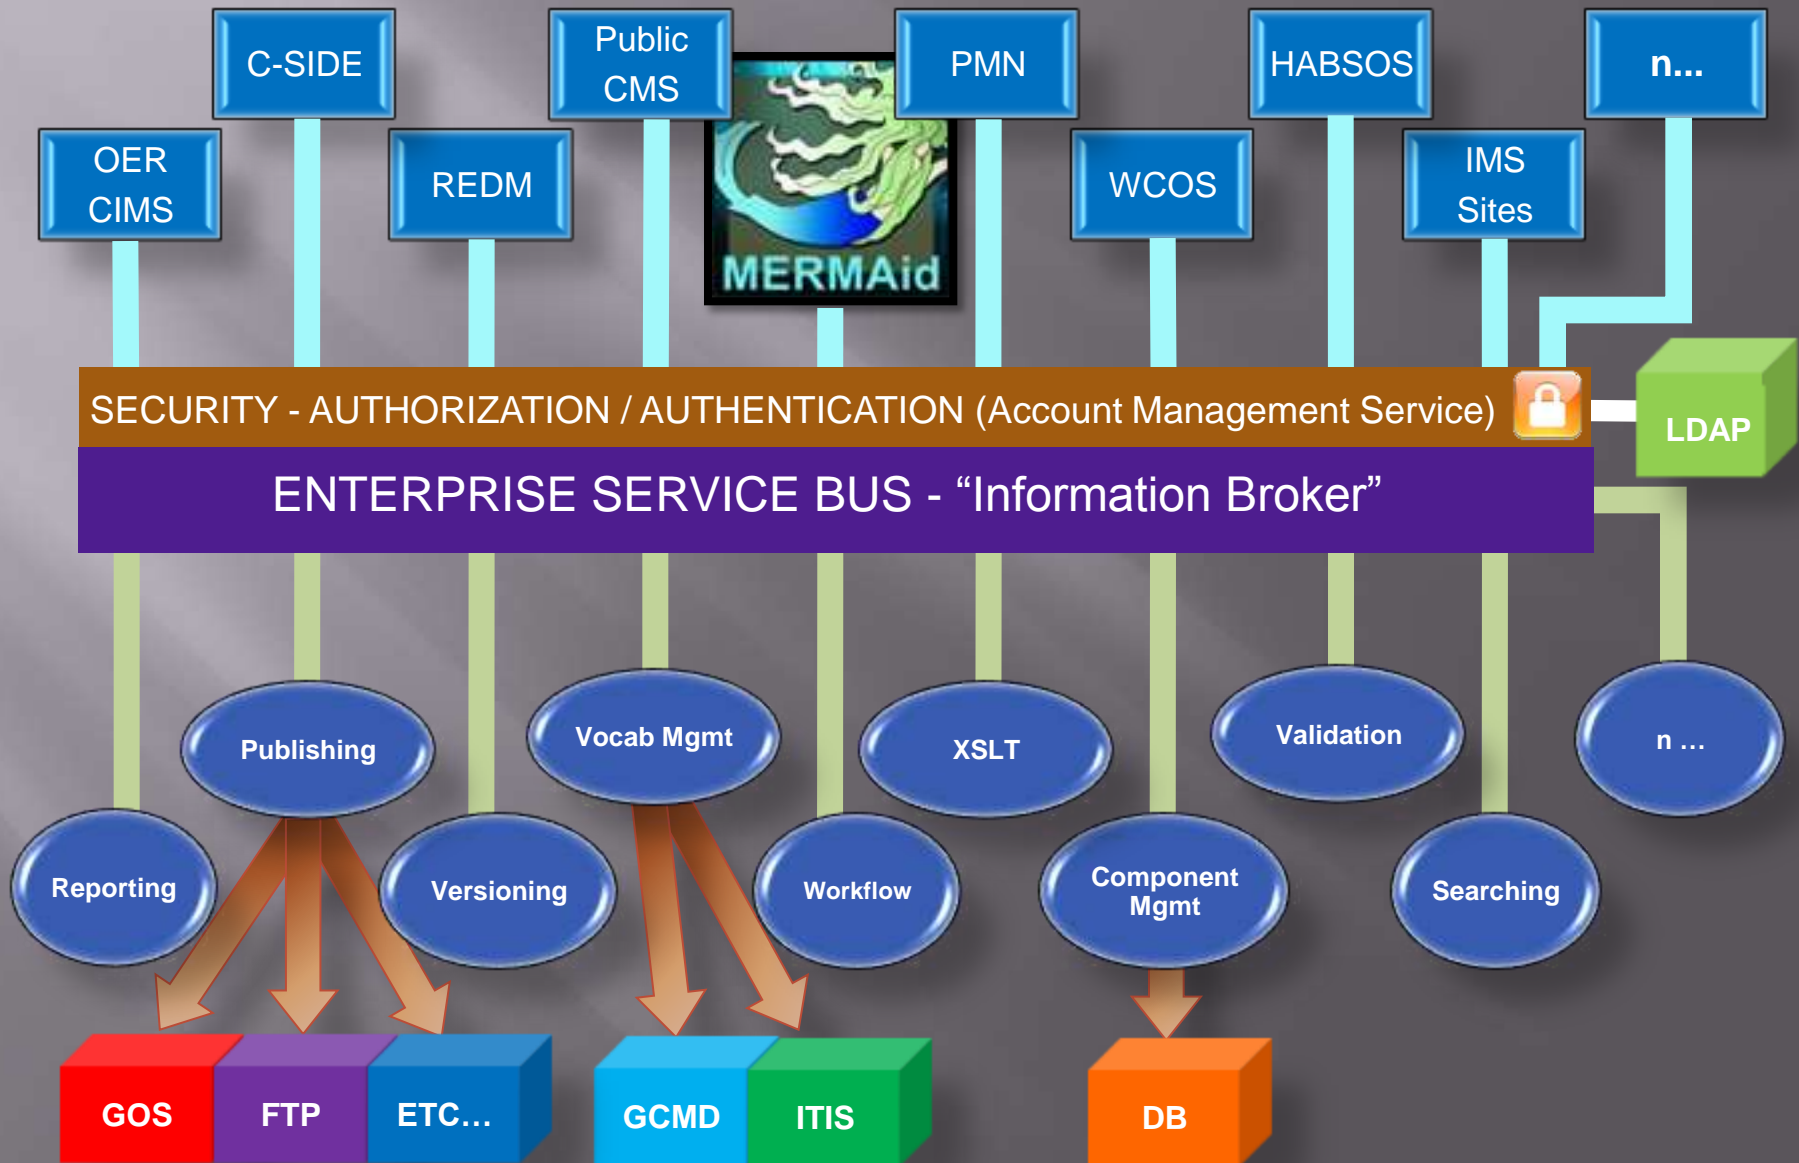 C-SIDE
Public
CMS
PMN
HABSOS
n...
OER
CIMS
REDM
MERMAid
WCOS
IMS
Sites
SECURITY - AUTHORIZATION / AUTHENTICATION (Account Management Service)
LDAP
ENTERPRISE SERVICE BUS - “Information Broker”
Publishing
Vocab Mgmt
XSLT
Validation
n …
Reporting
Versioning
Workflow
Component
Mgmt
Searching
GOS
FTP
ETC…
GCMD
ITIS
DB